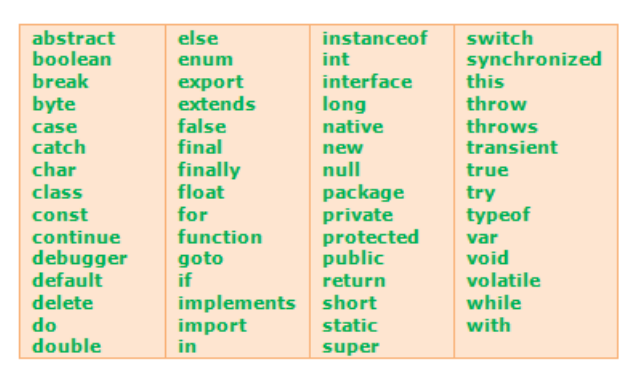 abstract else instanceof switch
boolean enum int synchronized
break export interface this
byte extends long throw
case false native throws
catch final new transient
char finally null true
class float package try
const for private typeof
continue function protected var
debugger goto public void
default if return volatile
delete implements short while
do import static with
double in super